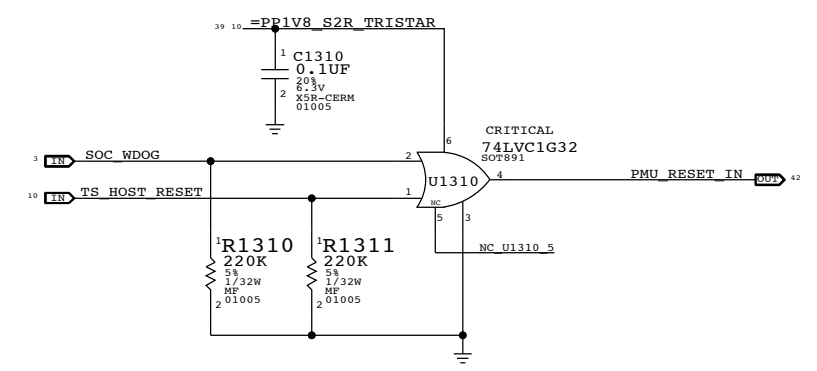 39 10 =PP1V8_S2R_TRISTAR
1
C1310
0.1UF
20%
6.3V
X5R-CERM
01005
2
6
CRITICAL
74LVC1G32
SOT891
3 IN SOC_WDOG 2
U1310
4 PMU_RESET_IN OUT 42
10 IN TS_HOST_RESET 1
NC
5 3
NC_U1310_5
1 R1310
220K
5%
1/32W
MF
2 01005
1 R1311
220K
5%
1/32W
MF
2 01005